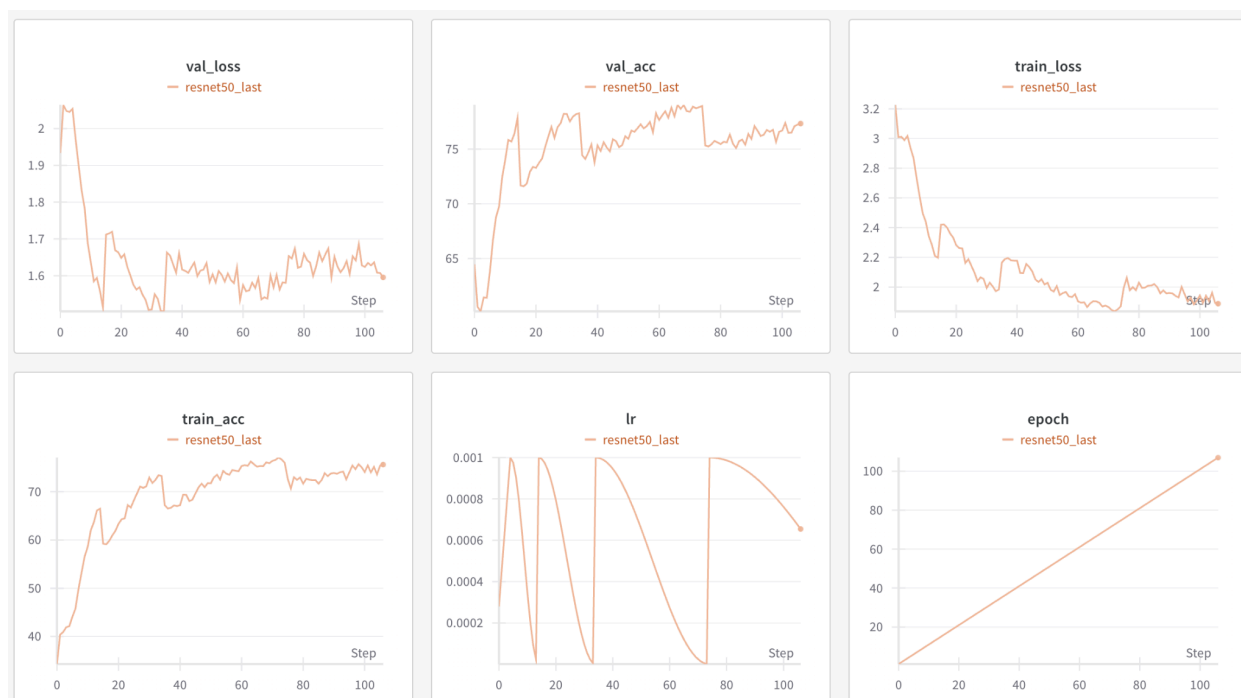 val_loss
resnet50_last
2
1.9
1.8
1.7
1.6
Step
0 20 40 60 80 100
val_acc
resnet50_last
75
70
65
Step
0 20 40 60 80 100
train_loss
resnet50_last
3.2
3
2.8
2.6
2.4
2.2
2
Step
0 20 40 60 80 100
train_acc
resnet50_last
70
60
50
40
Step
0 20 40 60 80 100
lr
resnet50_last
0.001
0.0008
0.0006
0.0004
0.0002
Step
0 20 40 60 80 100
epoch
resnet50_last
100
80
60
40
20
Step
0 20 40 60 80 100